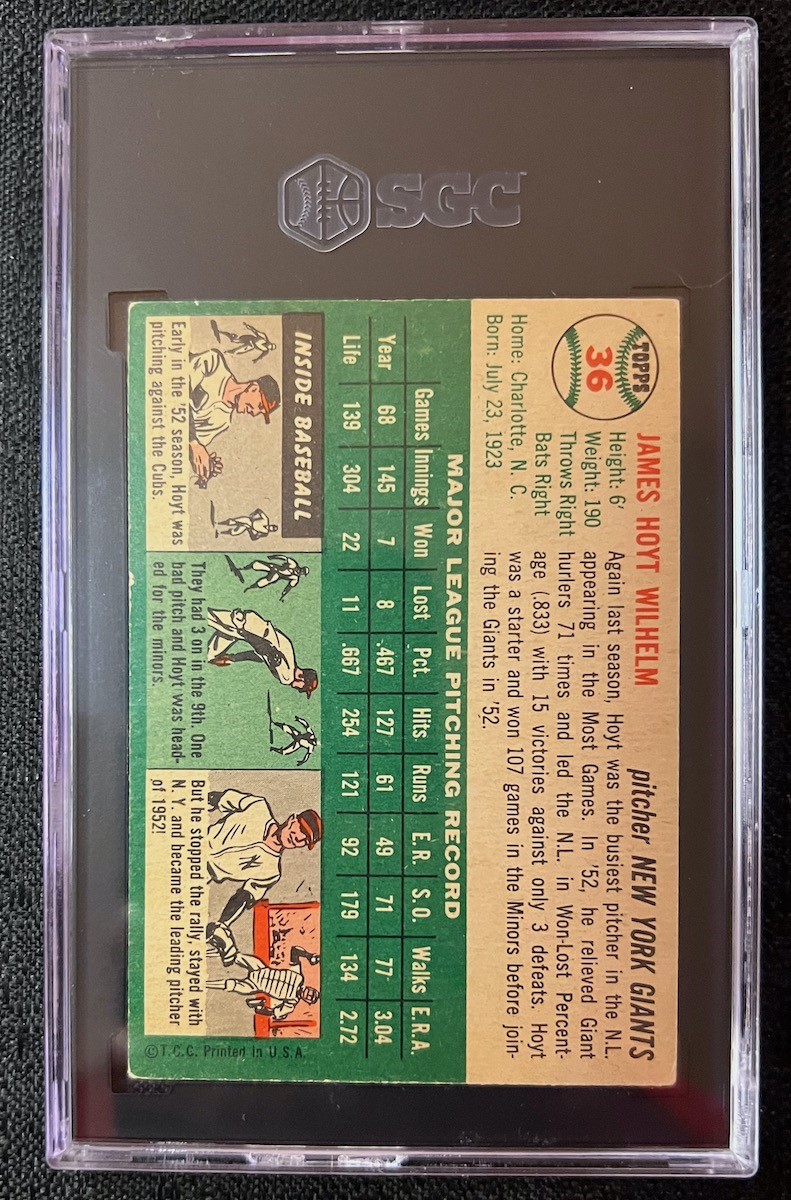 SGC
TOPPS
36
JAMES HOYT WILHELM
pitcher NEW YORK GIANTS
Height: 6'
Weight: 190
Throws Right
Bats Right
Home: Charlotte, N. C.
Born: July 23, 1923
Again last season, Hoyt was the busiest pitcher in the N.L.
appearing in the Most Games. In '52, he relieved Giant
hurlers 71 times and led the N.L. in Won-Lost Percent-
age (.833) with 15 victories against only 3 defeats. Hoyt
was a starter and won 107 games in the Minors before join-
ing the Giants in '52.
MAJOR LEAGUE PITCHING RECORD
Games Innings Won Lost Pct. Hits Runs E.R. S.O. Walks E.R.A.
Year 68 145 7 8 .467 127 61 49 71 77 3.04
Life 139 304 22 11 .667 254 121 92 179 134 2.72
INSIDE BASEBALL
Early in the '52 season, Hoyt was
pitching against the Cubs.
They had 3 on in the 9th. One
bad pitch and Hoyt was head-
ed for the minors.
But he stopped the rally, stayed with
N. Y. and became the leading pitcher
of 1952!
© T.C.C. Printed In U.S.A.